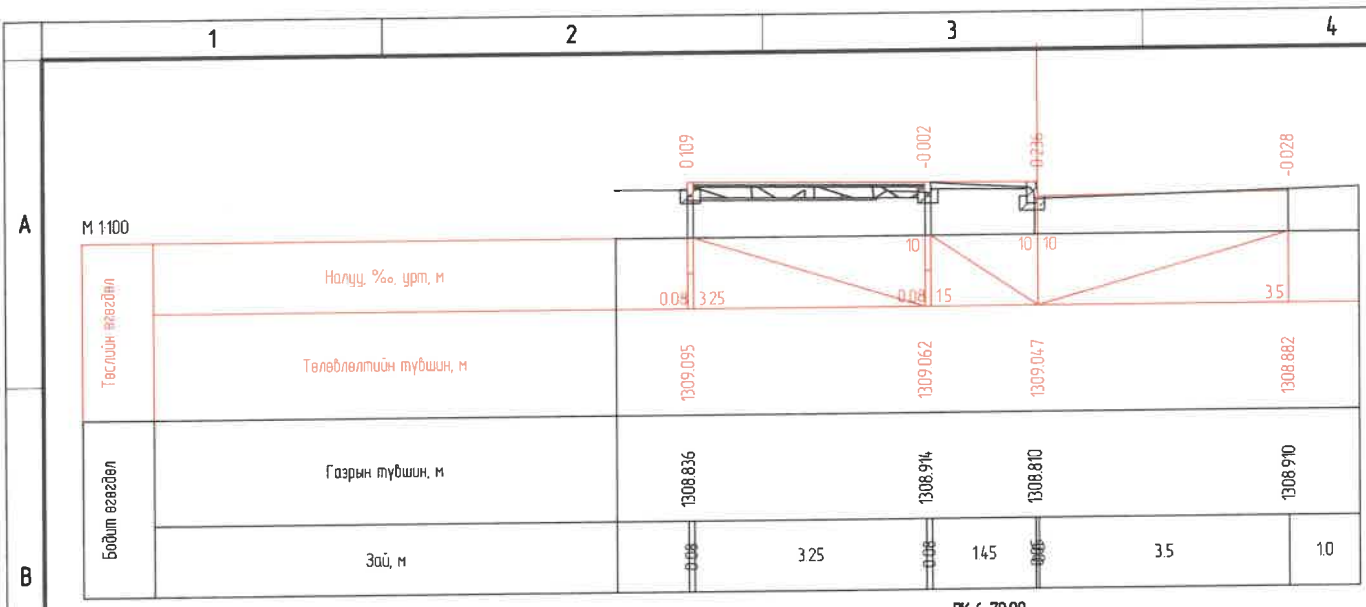 1 2 3 4
0.109 -0.002 0.236 -0.028
A
М 1:100
10 10 10
Төслийн өгөгдөл
Налуу, ‰, урт, м
0.08 3.25 0.08 1.5 3.5
Төлөвлөлтийн түвшин, м
1309.095 1309.062 1309.047 1308.882
Бодит өгөгдөл
Газрын түвшин, м
1308.836 1308.914 1308.810 1308.910
B
Зай, м
0.08 3.25 0.08 1.45 3.5 1.0